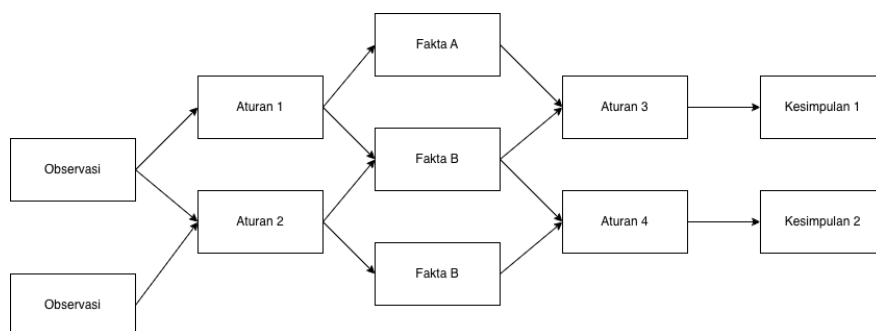 Fakta A
Aturan 1
Aturan 3
Kesimpulan 1
Observasi
Fakta B
Aturan 2
Aturan 4
Kesimpulan 2
Fakta B
Observasi